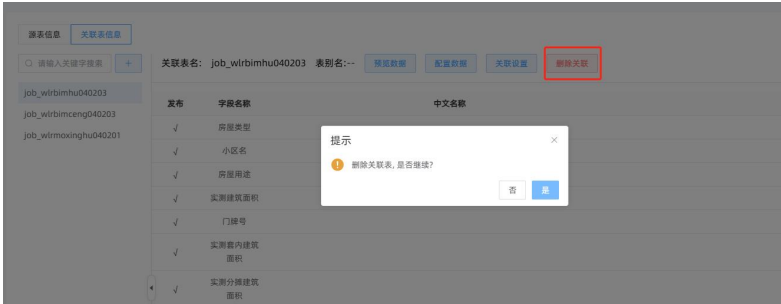 源表信息 关联表信息
请输入关键字搜索 +
关联表名: job_wlrbimhu040203 表别名:-- 预览数据 配置数据 关联设置 删除关联
job_wlrbimhu040203
job_wlrbimceng040203
job_wlrmoxinghu040201
发布 字段名称 中文名称
√ 房屋类型
√ 小区名
√ 房屋用途
√ 实测建筑面积
√ 门牌号
√ 实测套内建筑
面积
√ 实测分摊建筑
面积
提示
删除关联表, 是否继续?
否 是